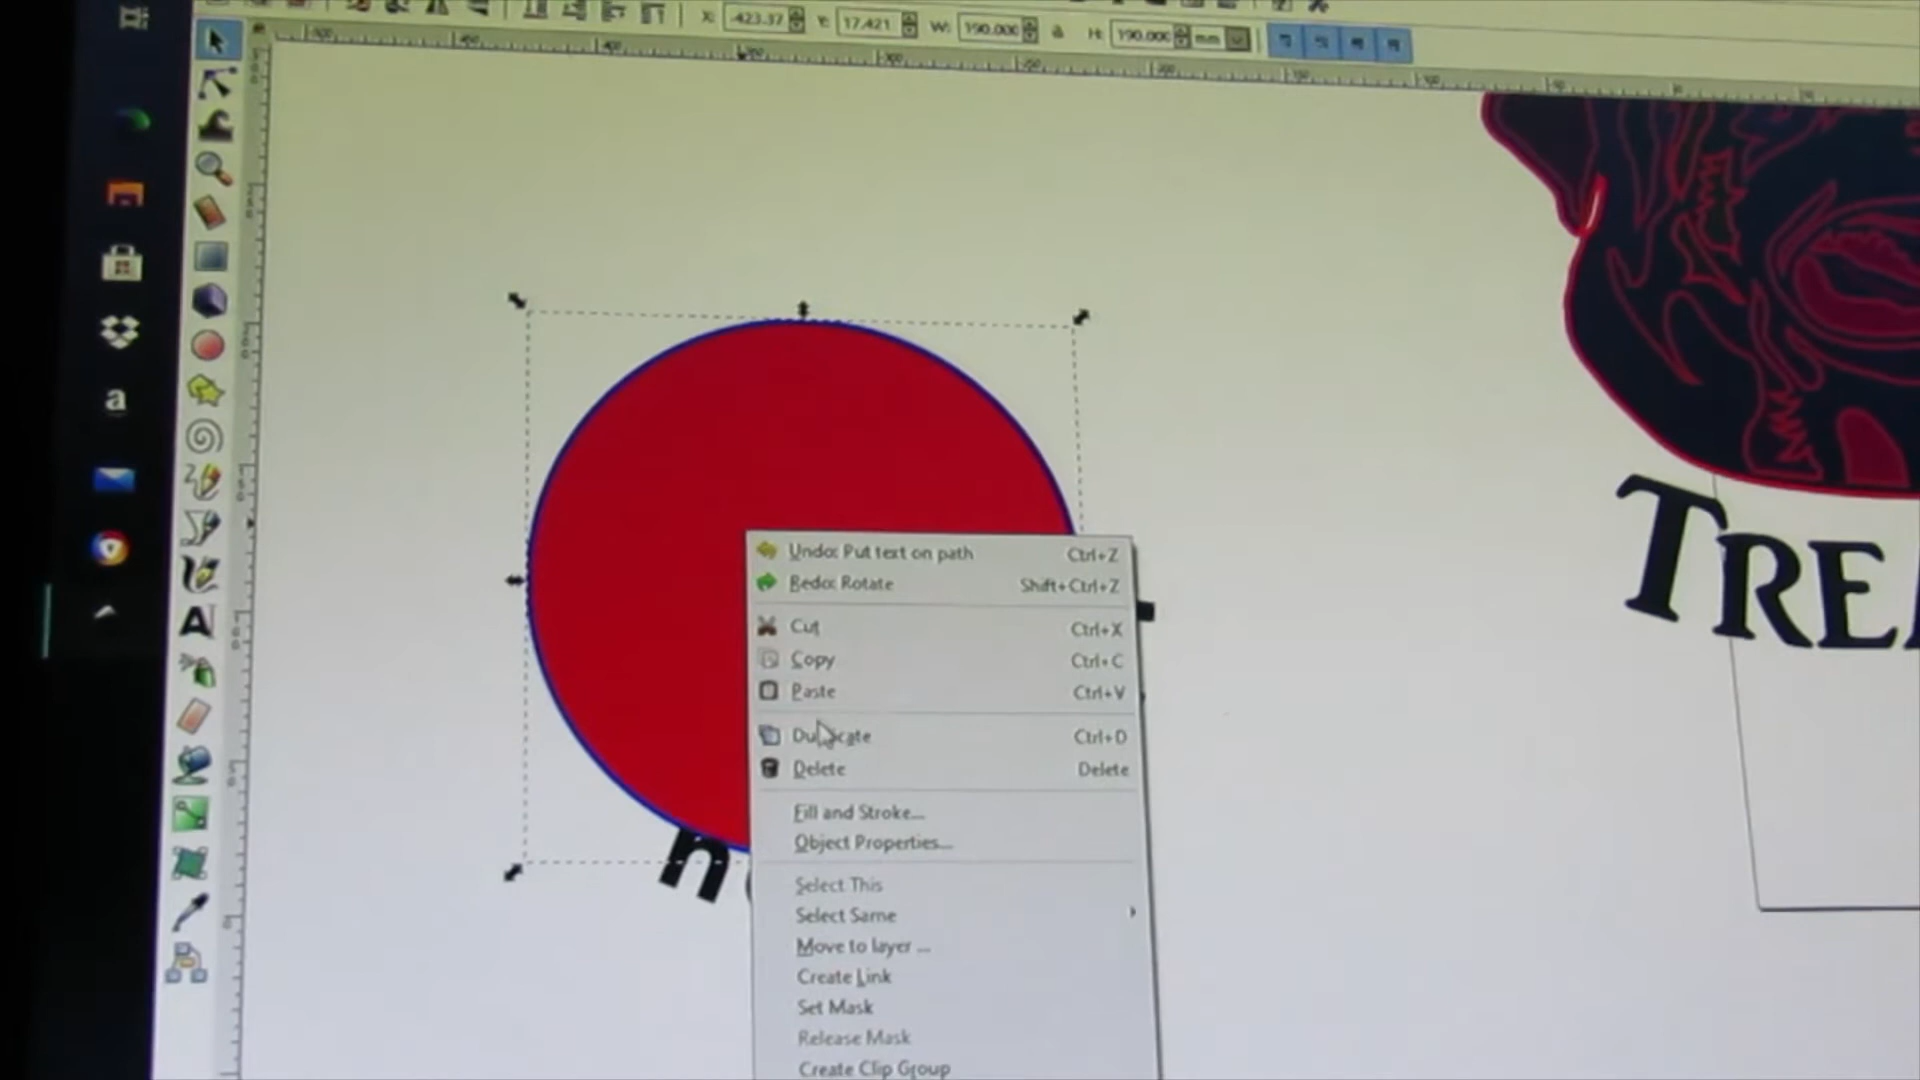 X: -423.37 Y: 17.421 W: 190.000 H: 190.000 mm
Undo: Put text on path Ctrl+Z
Redo: Rotate Shift+Ctrl+Z
Cut Ctrl+X
Copy Ctrl+C
Paste Ctrl+V
Duplicate Ctrl+D
Delete Delete
Fill and Stroke...
Object Properties...
Select This
Select Same
Move to layer ...
Create Link
Set Mask
Release Mask
Create Clip Group
TRE
n
a
A